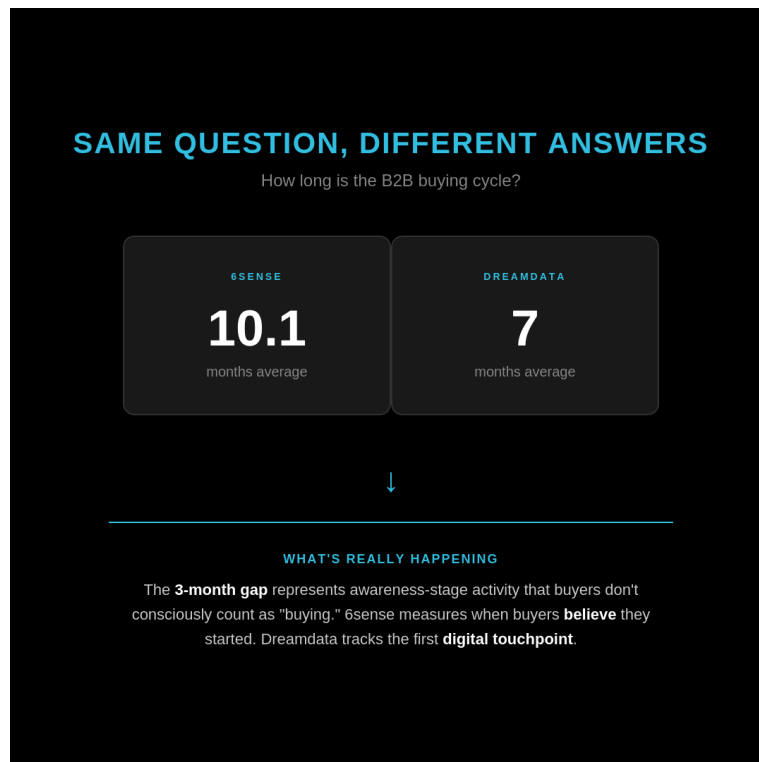 SAME QUESTION, DIFFERENT ANSWERS
How long is the B2B buying cycle?
6SENSE
10.1
months average
DREAMDATA
7
months average
↓
WHAT'S REALLY HAPPENING
The 3-month gap represents awareness-stage activity that buyers don't
consciously count as "buying." 6sense measures when buyers believe they
started. Dreamdata tracks the first digital touchpoint.